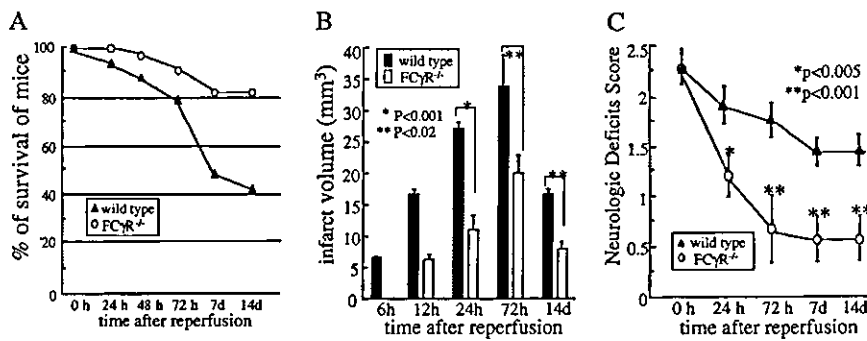 A
% of survival of mice
100
80
60
40
20
0
wild type
FCγR-/-
0 h 24 h 48 h 72 h 7d 14d
time after reperfusion
B
infarct volume (mm³)
40
35
30
25
20
15
10
5
0
wild type
FCγR-/-
* P<0.001
** P<0.02
*
**
**
6h 12h 24h 72h 14d
time after reperfusion
C
Neurologic Deficits Score
2.5
2
1.5
1
0.5
0
*p<0.005
**p<0.001
*
**
**
**
wild type
FCγR-/-
0 h 24 h 72 h 7d 14d
time after reperfusion